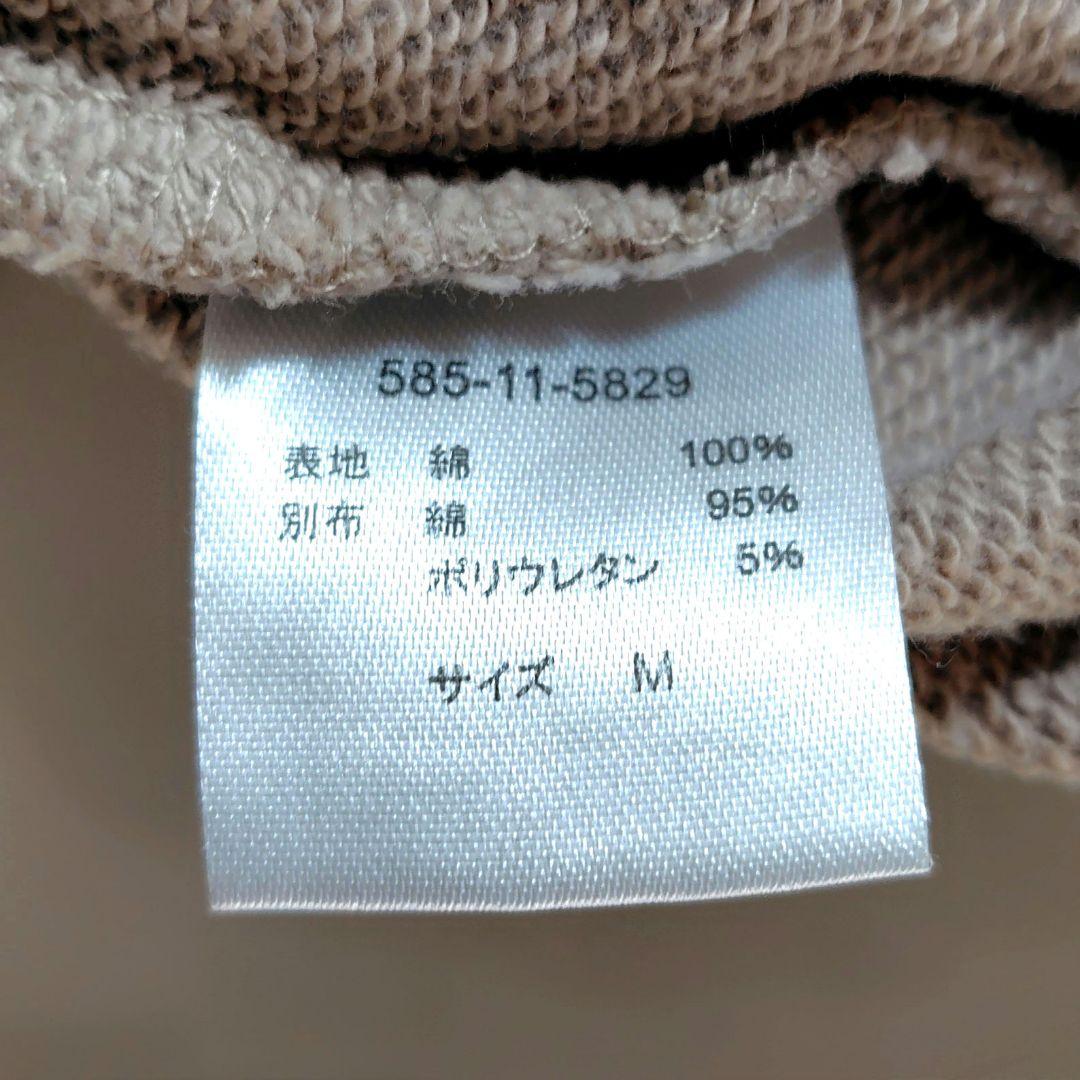 585-11-5829
表地 綿 100%
別布 綿 95%
ポリウレタン 5%
サイズ M